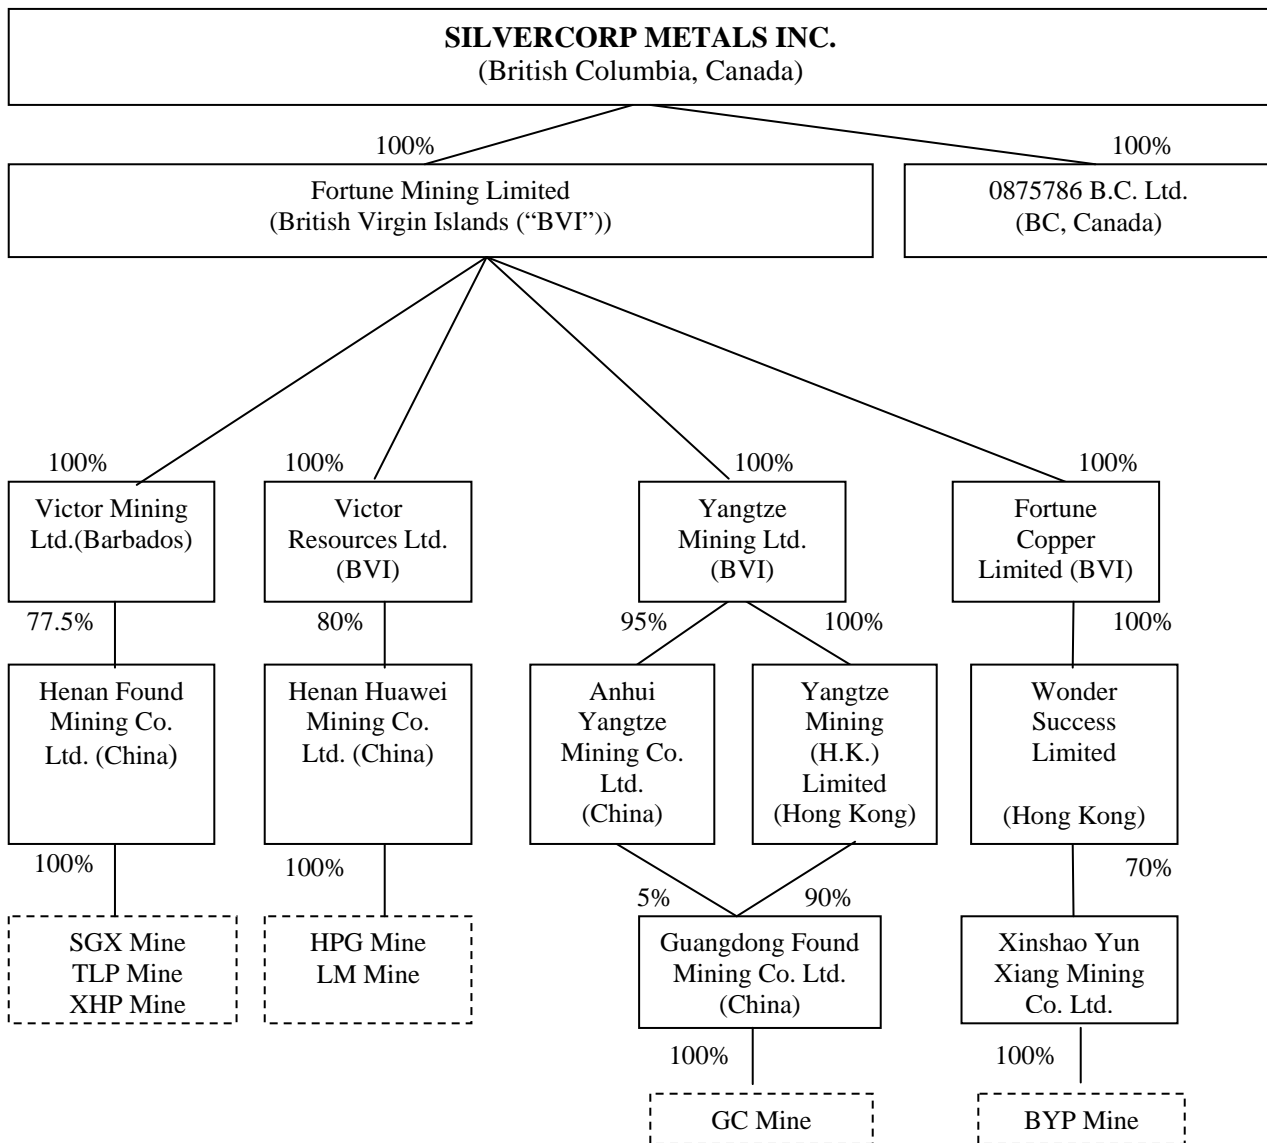 SILVERCORP METALS INC.
(British Columbia, Canada)
100%
100%
Fortune Mining Limited
(British Virgin Islands (“BVI”))
0875786 B.C. Ltd.
(BC, Canada)
100%
100%
100%
100%
Victor Mining
Ltd.(Barbados)
Victor
Resources Ltd.
(BVI)
Yangtze
Mining Ltd.
(BVI)
Fortune
Copper
Limited (BVI)
77.5%
80%
95%
100%
100%
Henan Found
Mining Co.
Ltd. (China)
Henan Huawei
Mining Co.
Ltd. (China)
Anhui
Yangtze
Mining Co.
Ltd.
(China)
Yangtze
Mining
(H.K.)
Limited
(Hong Kong)
Wonder
Success
Limited
(Hong Kong)
100%
100%
5%
90%
70%
SGX Mine
TLP Mine
XHP Mine
HPG Mine
LM Mine
Guangdong Found
Mining Co. Ltd.
(China)
Xinshao Yun
Xiang Mining
Co. Ltd.
100%
100%
GC Mine
BYP Mine